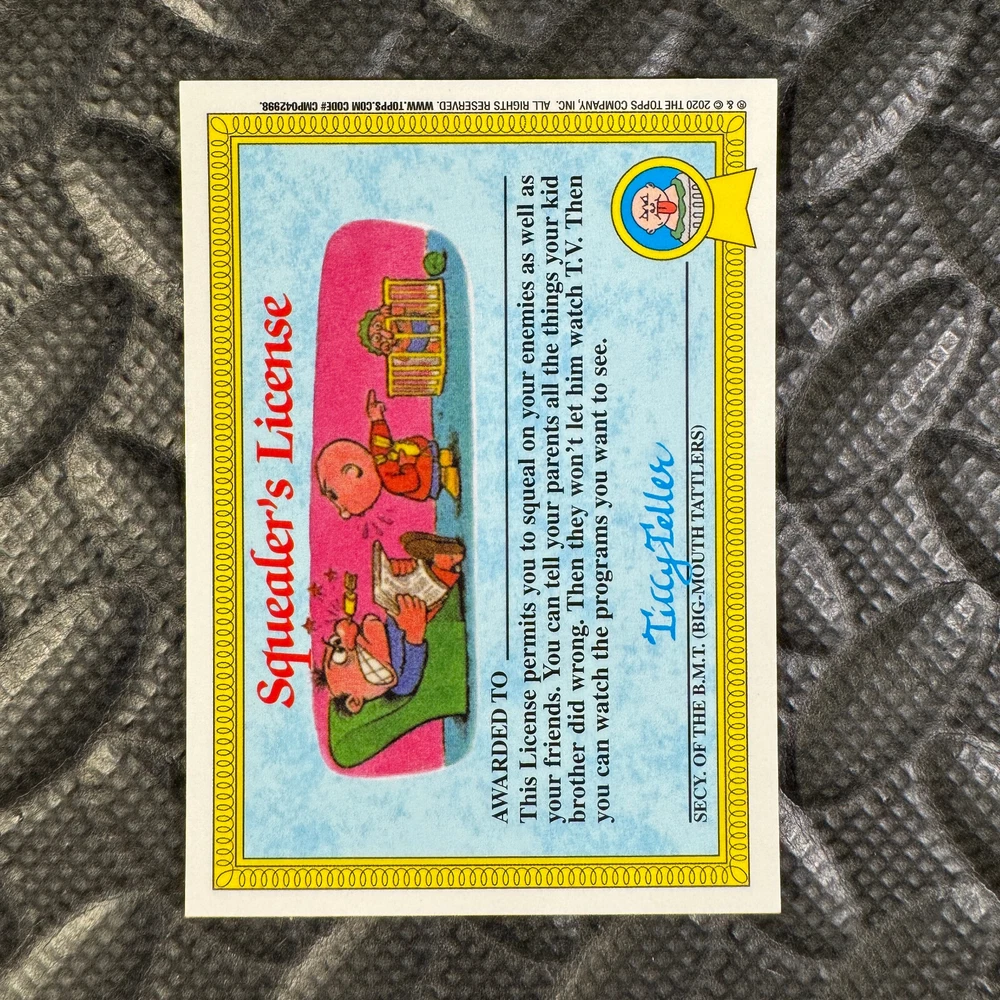 Squealer's License
AWARDED TO
This License permits you to squeal on your enemies as well as
your friends. You can tell your parents all the things your kid
brother did wrong. Then they won't let him watch T.V. Then
you can watch the programs you want to see.
Tilly Teller
SECY. OF THE B.M.T. (BIG-MOUTH TATTLERS)
® & © 2020 THE TOPPS COMPANY, INC. ALL RIGHTS RESERVED. WWW.TOPPS.COM CODE# CMP042998.